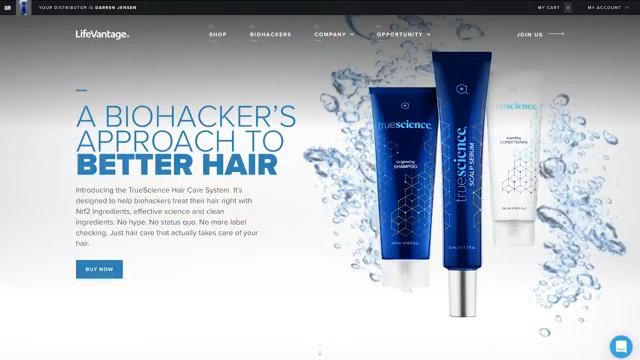 YOUR DISTRIBUTOR IS DARREN JENSEN
MY CART 0
MY ACCOUNT
LifeVantage
SHOP
BIOHACKERS
COMPANY
OPPORTUNITY
JOIN US
A BIOHACKER'S
APPROACH TO
BETTER HAIR
Introducing the TrueScience Hair Care System. It's
designed to help biohackers treat their hair right with
Nrf2 ingredients, effective science and clean
ingredients. No hype. No status quo. No more label
checking. Just hair care that actually takes care of your
hair.
BUY NOW
truescience
invigorating
SHAMPOO
truescience
SCALP SERUM
truescience
nourishing
CONDITIONER